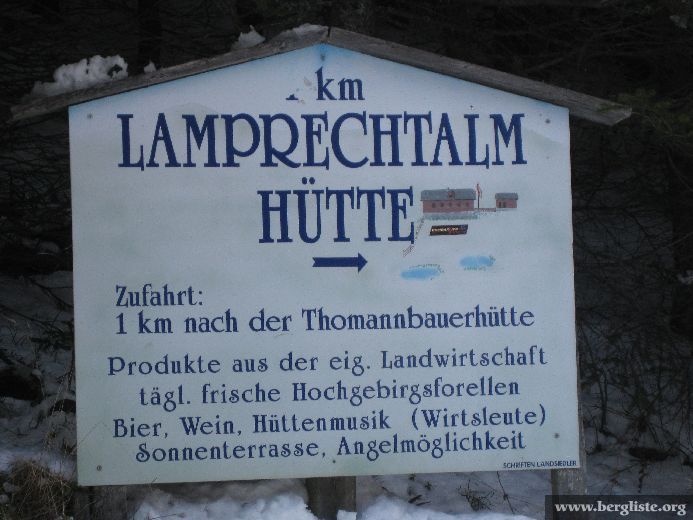 km
LAMPRECHTALM
HÜTTE
Zufahrt:
1 km nach der Thomannbauerhütte
Produkte aus der eig. Landwirtschaft
tägl. frische Hochgebirgsforellen
Bier, Wein, Hüttenmusik (Wirtsleute)
Sonnenterrasse, Angelmöglichkeit
SCHRIFTEN LANDSIEDLER
www.bergliste.org